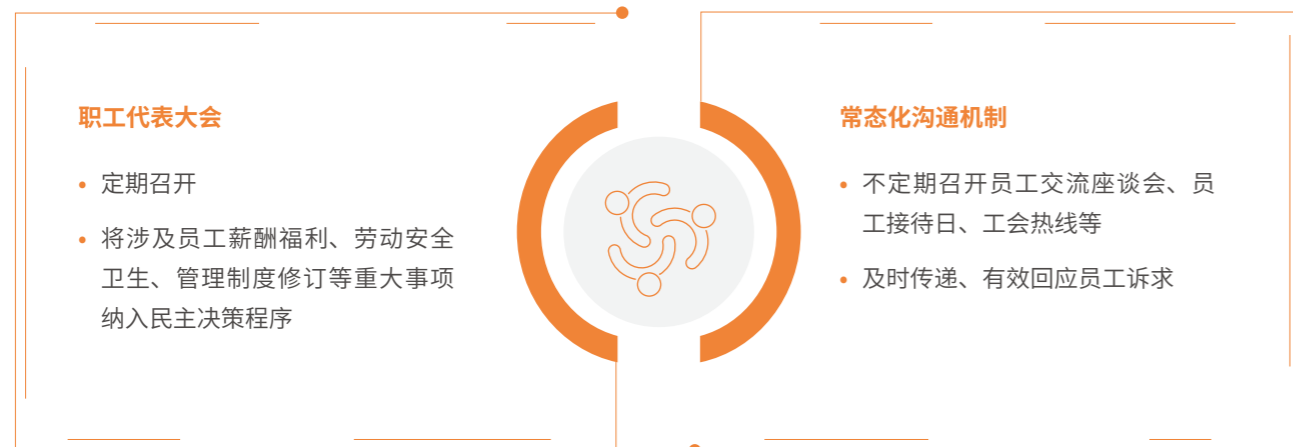 职工代表大会
• 定期召开
• 将涉及员工薪酬福利、劳动安全
卫生、管理制度修订等重大事项
纳入民主决策程序
常态化沟通机制
• 不定期召开员工交流座谈会、员
工接待日、工会热线等
• 及时传递、有效回应员工诉求